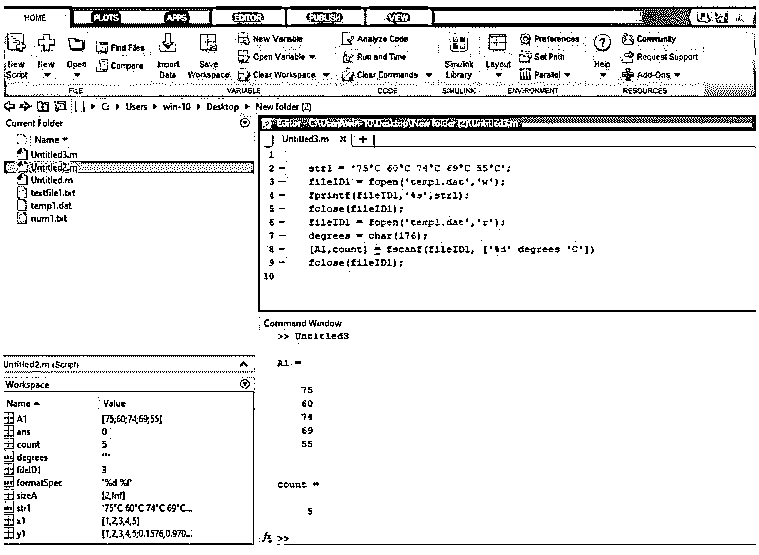 HOME PLOTS APPS EDITOR PUBLISH VIEW
New Script
New
Open
Find Files
Compare
Import Data
Save Workspace
New Variable
Open Variable
Clear Workspace
Analyze Code
Run and Time
Clear Commands
Simulink Library
Layout
Preferences
Set Path
Parallel
Help
Community
Request Support
Add-Ons
FILE VARIABLE CODE SIMULINK ENVIRONMENT RESOURCES
C: Users win-10 Desktop New folder (2)
Current Folder
Name
Untitled3.m
Untitled2.m
Untitled.m
textfile1.txt
temp1.dat
num1.txt
Untitled2.m (Script)
Workspace
Name Value
A1 [75;60;74;69;55]
ans 0
count 5
degrees
fileID1 3
formatSpec '%d %f'
sizeA [2,Inf]
str1 '75°C 60°C 74°C 69°C...
x1 [1,2,3,4,5]
y1 [1,2,3,4,5;0.1576,0.970...
Editor - C:\Users\win-10\Desktop\New folder (2)\Untitled3.m
Untitled3.m × +
1
2 – str1 = '75°C 60°C 74°C 69°C 55°C';
3 – fileID1 = fopen('temp1.dat','w');
4 – fprintf(fileID1,'%s',str1);
5 – fclose(fileID1);
6 – fileID1 = fopen('temp1.dat','r');
7 – degrees = char(176);
8 – [A1,count] = fscanf(fileID1, ['%d' degrees 'C'])
9 – fclose(fileID1);
10
Command Window
>> Untitled3
A1 =
75
60
74
69
55
count =
5
fx >>